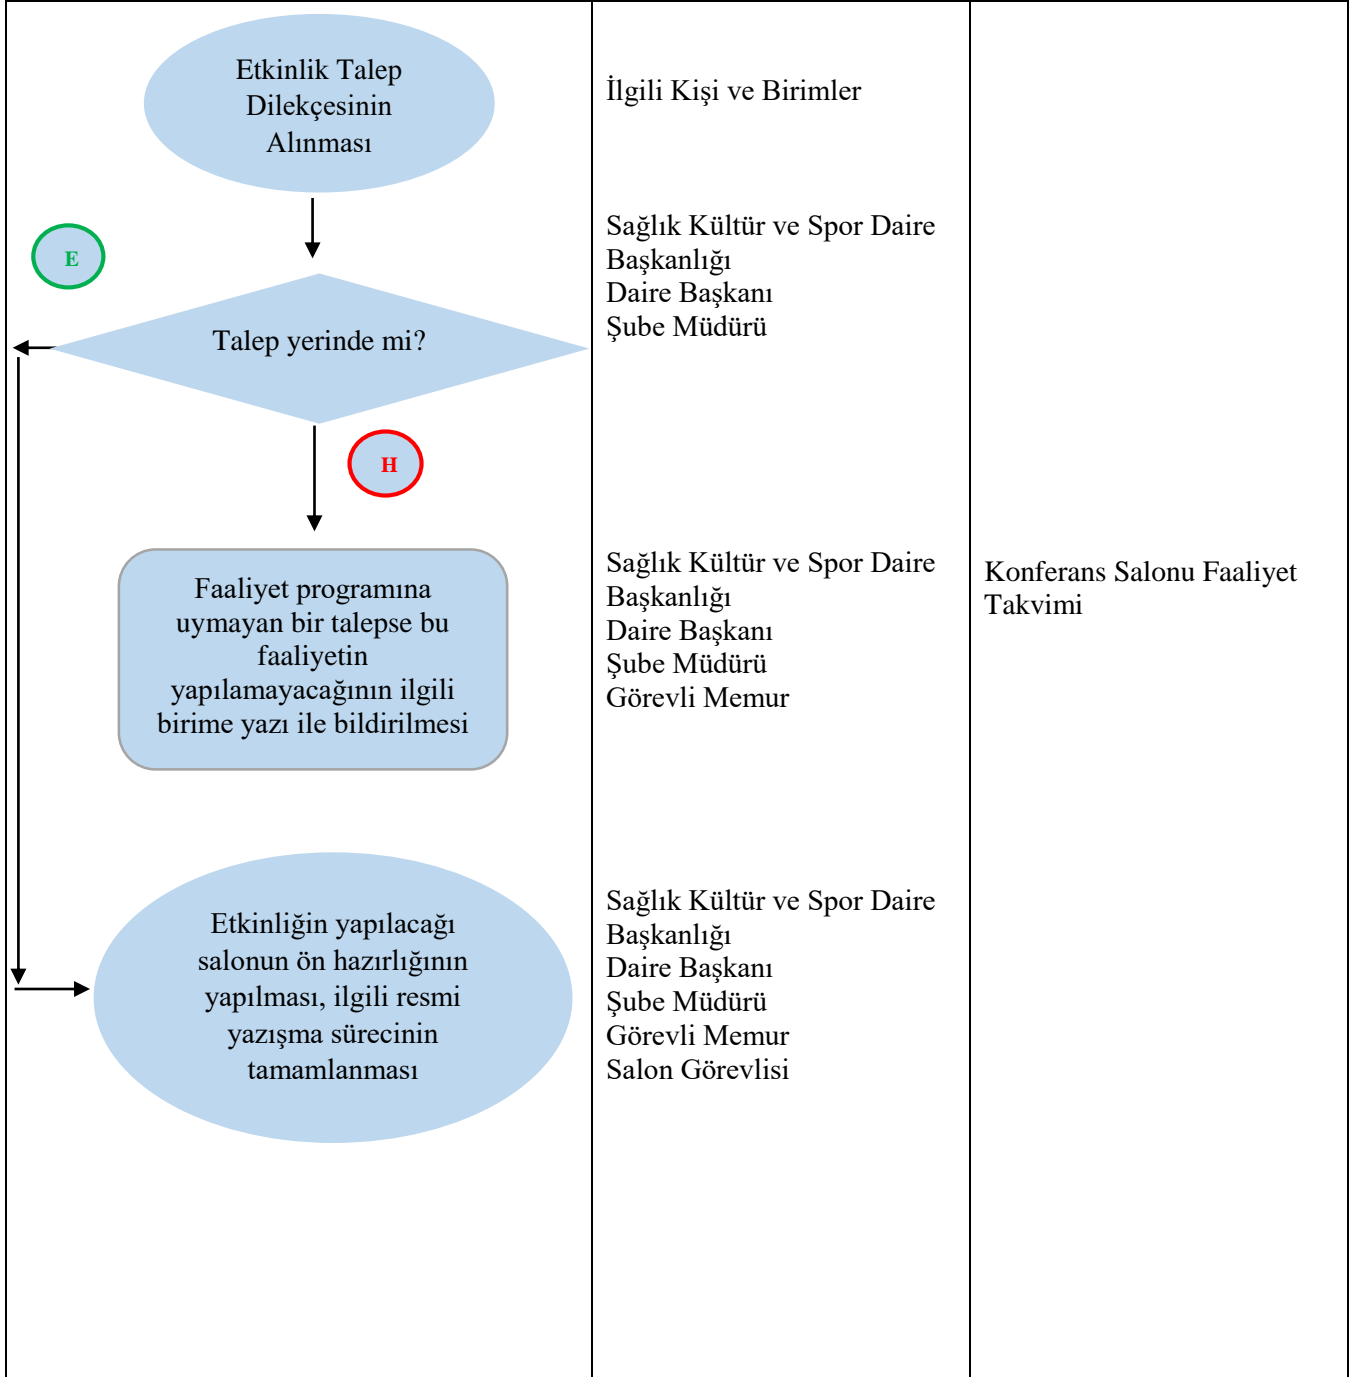 Etkinlik Talep
Dilekçesinin
Alınması
İlgili Kişi ve Birimler
E
Talep yerinde mi?
Sağlık Kültür ve Spor Daire
Başkanlığı
Daire Başkanı
Şube Müdürü
H
Faaliyet programına
uymayan bir talepse bu
faaliyetin
yapılamayacağının ilgili
birime yazı ile bildirilmesi
Sağlık Kültür ve Spor Daire
Başkanlığı
Daire Başkanı
Şube Müdürü
Görevli Memur
Konferans Salonu Faaliyet
Takvimi
Etkinliğin yapılacağı
salonun ön hazırlığının
yapılması, ilgili resmi
yazışma sürecinin
tamamlanması
Sağlık Kültür ve Spor Daire
Başkanlığı
Daire Başkanı
Şube Müdürü
Görevli Memur
Salon Görevlisi